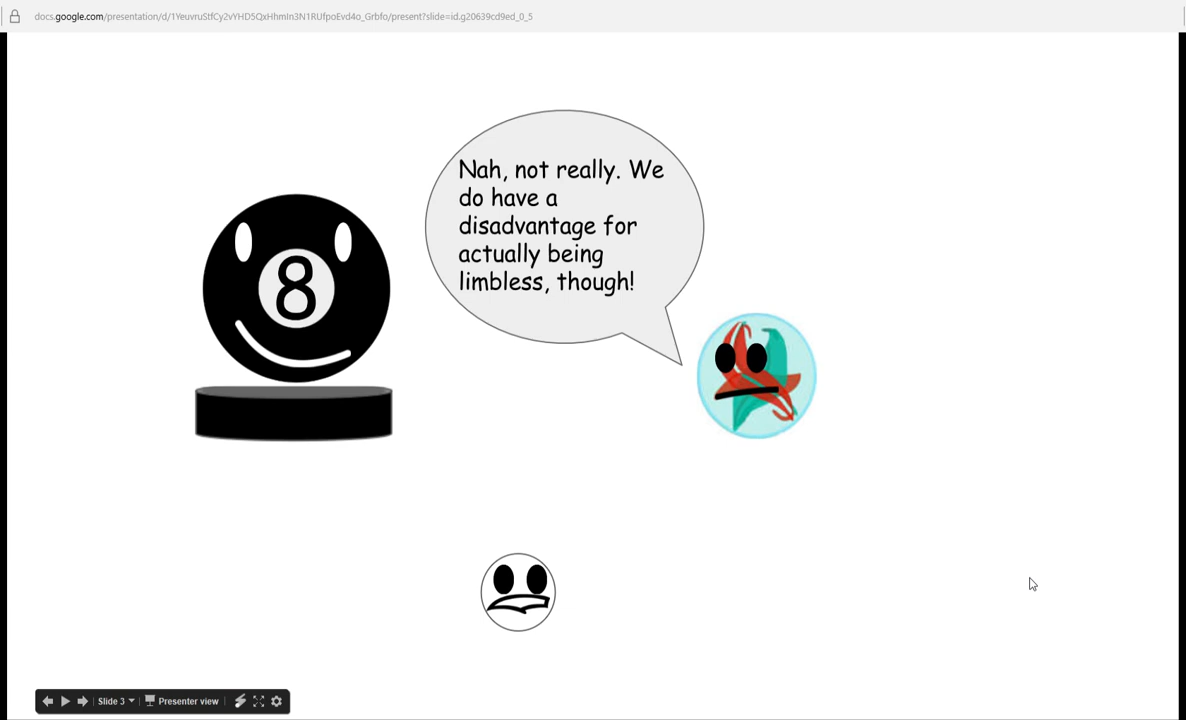 docs.google.com/presentation/d/1YeuvruStfCy2vYHD5QxHhmIn3N1RUfpoEvd4o_Grbfo/present?slide=id.g20639cd9ed_0_5
Nah, not really. We
do have a
disadvantage for
actually being
limbless, though!
8
Slide 3 Presenter view